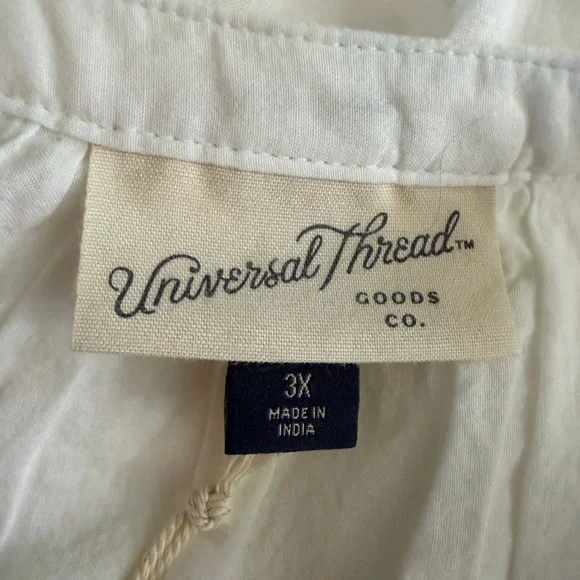 Universal Thread™
GOODS
CO.
3X
MADE IN
INDIA